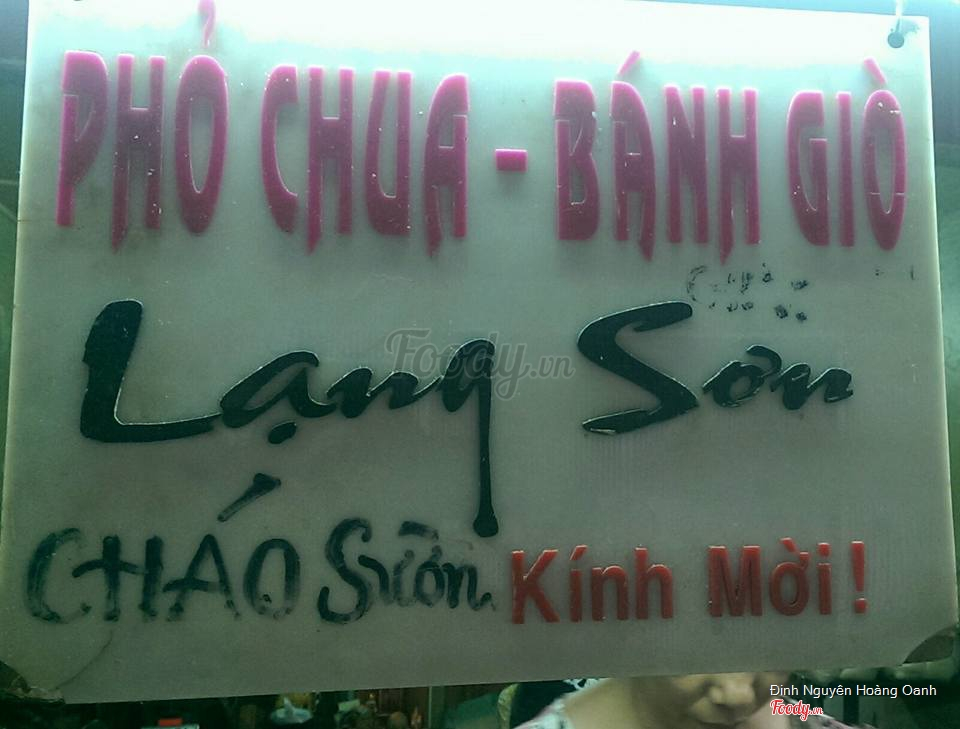 PHỞ CHUA - BÁNH GIÒ
Lạng Sơn
Foody.vn
CHÁO Sườn Kính Mời !
Đinh Nguyên Hoàng Oanh
Foody.vn